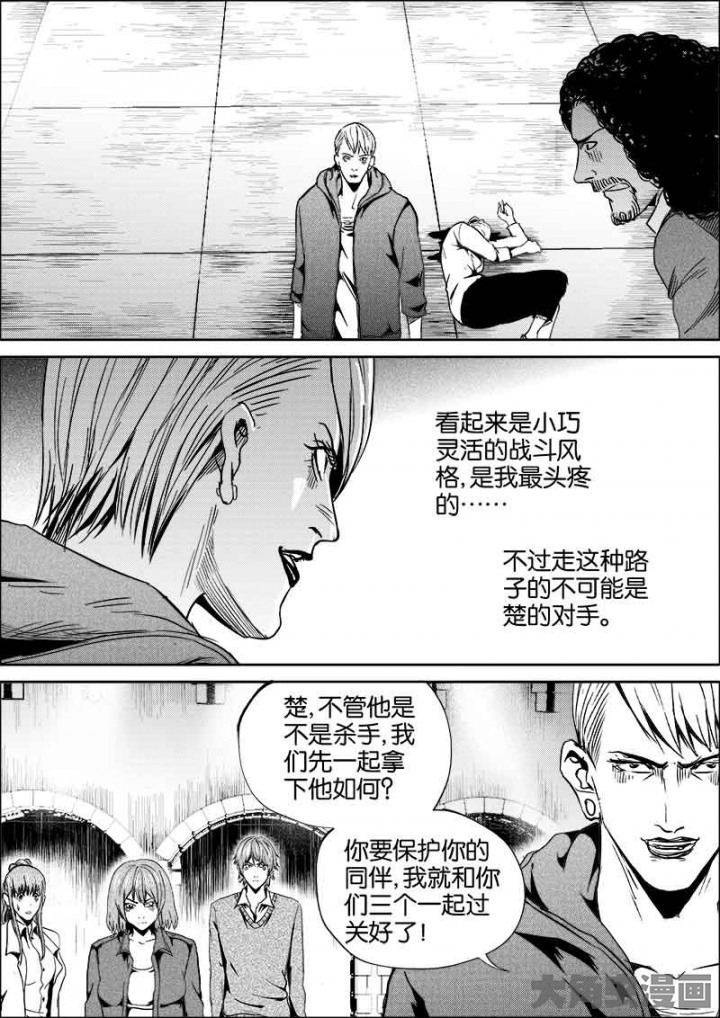 看起来是小巧
灵活的战斗风
格,是我最头疼
的……
不过走这种路
子的不可能是
楚的对手。
楚,不管他是
不是杀手,我
们先一起拿
下他如何?
你要保护你的
同伴,我就和你
们三个一起过
关好了!
漫画